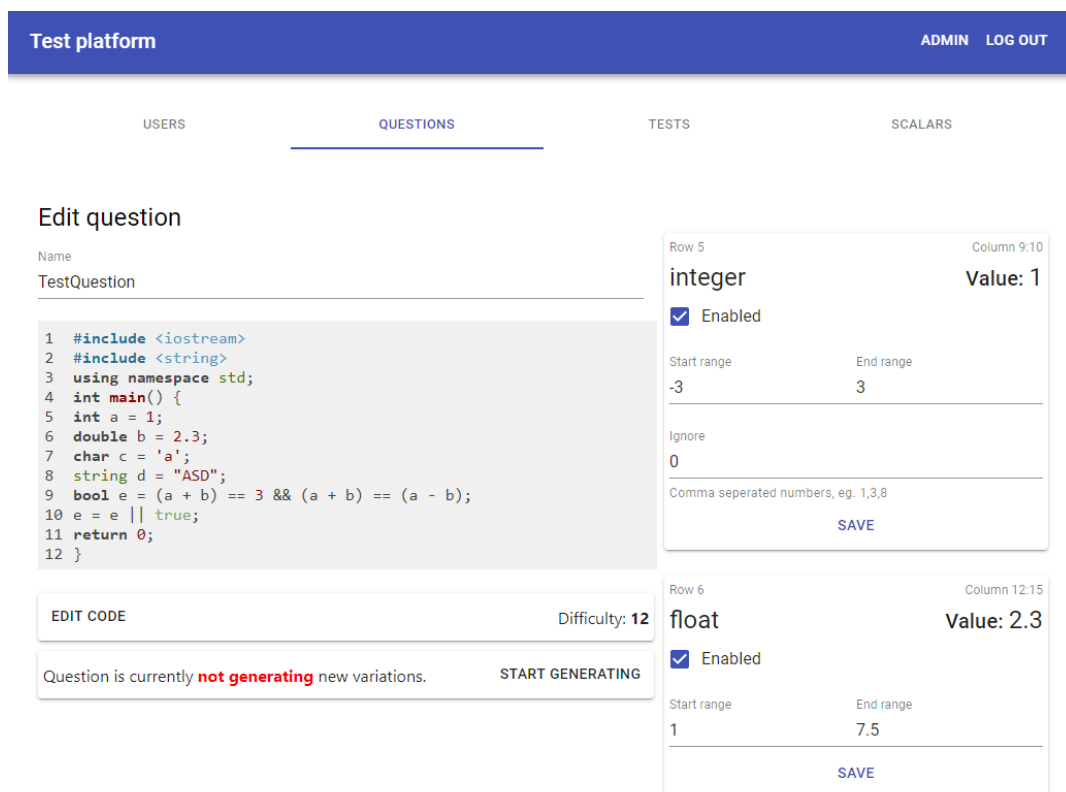 Test platform
ADMIN LOG OUT
USERS QUESTIONS TESTS SCALARS
Edit question
Name
TestQuestion
1 #include <iostream>
2 #include <string>
3 using namespace std;
4 int main() {
5 int a = 1;
6 double b = 2.3;
7 char c = 'a';
8 string d = "ASD";
9 bool e = (a + b) == 3 && (a + b) == (a - b);
10 e = e || true;
11 return 0;
12 }
EDIT CODE
Difficulty: 12
Question is currently not generating new variations.
START GENERATING
Row 5 Column 9:10
integer Value: 1
Enabled
Start range End range
-3 3
Ignore
0
Comma seperated numbers, eg. 1,3,8
SAVE
Row 6 Column 12:15
float Value: 2.3
Enabled
Start range End range
1 7.5
SAVE